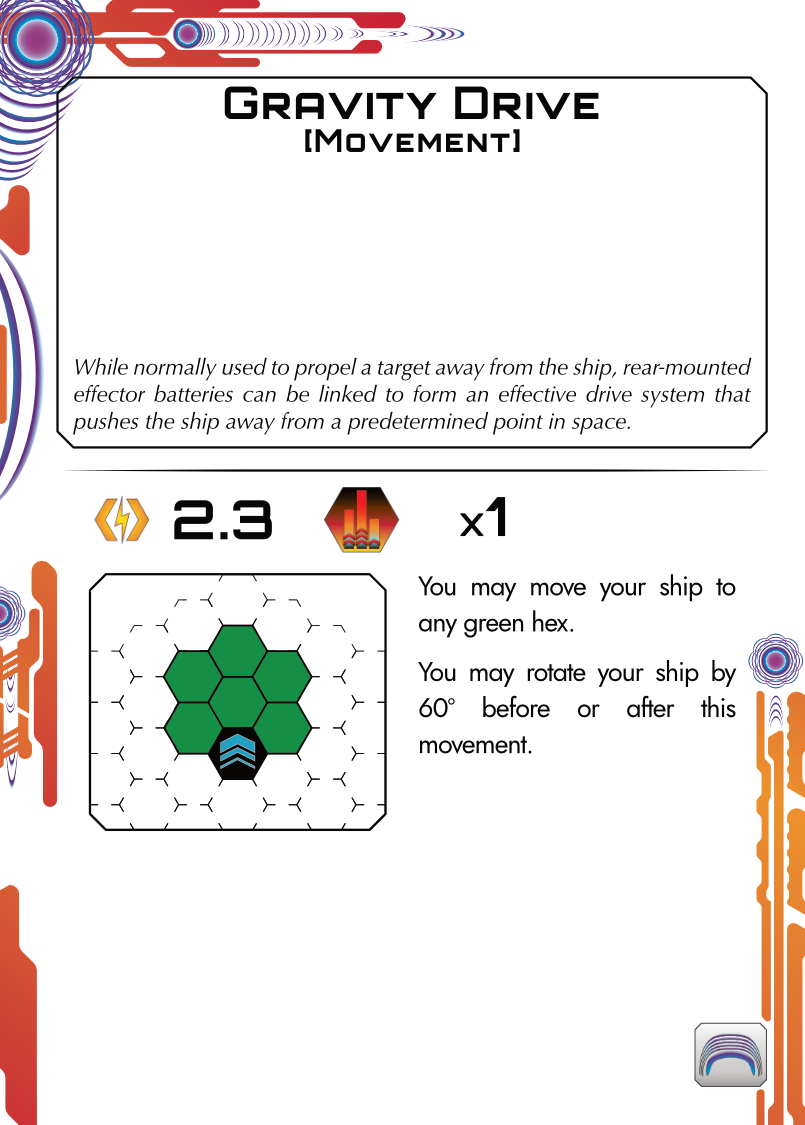 Gravity Drive
[Movement]
While normally used to propel a target away from the ship, rear-mounted
effector batteries can be linked to form an effective drive system that
pushes the ship away from a predetermined point in space.
2.3 x1
You may move your ship to
any green hex.
You may rotate your ship by
60° before or after this
movement.